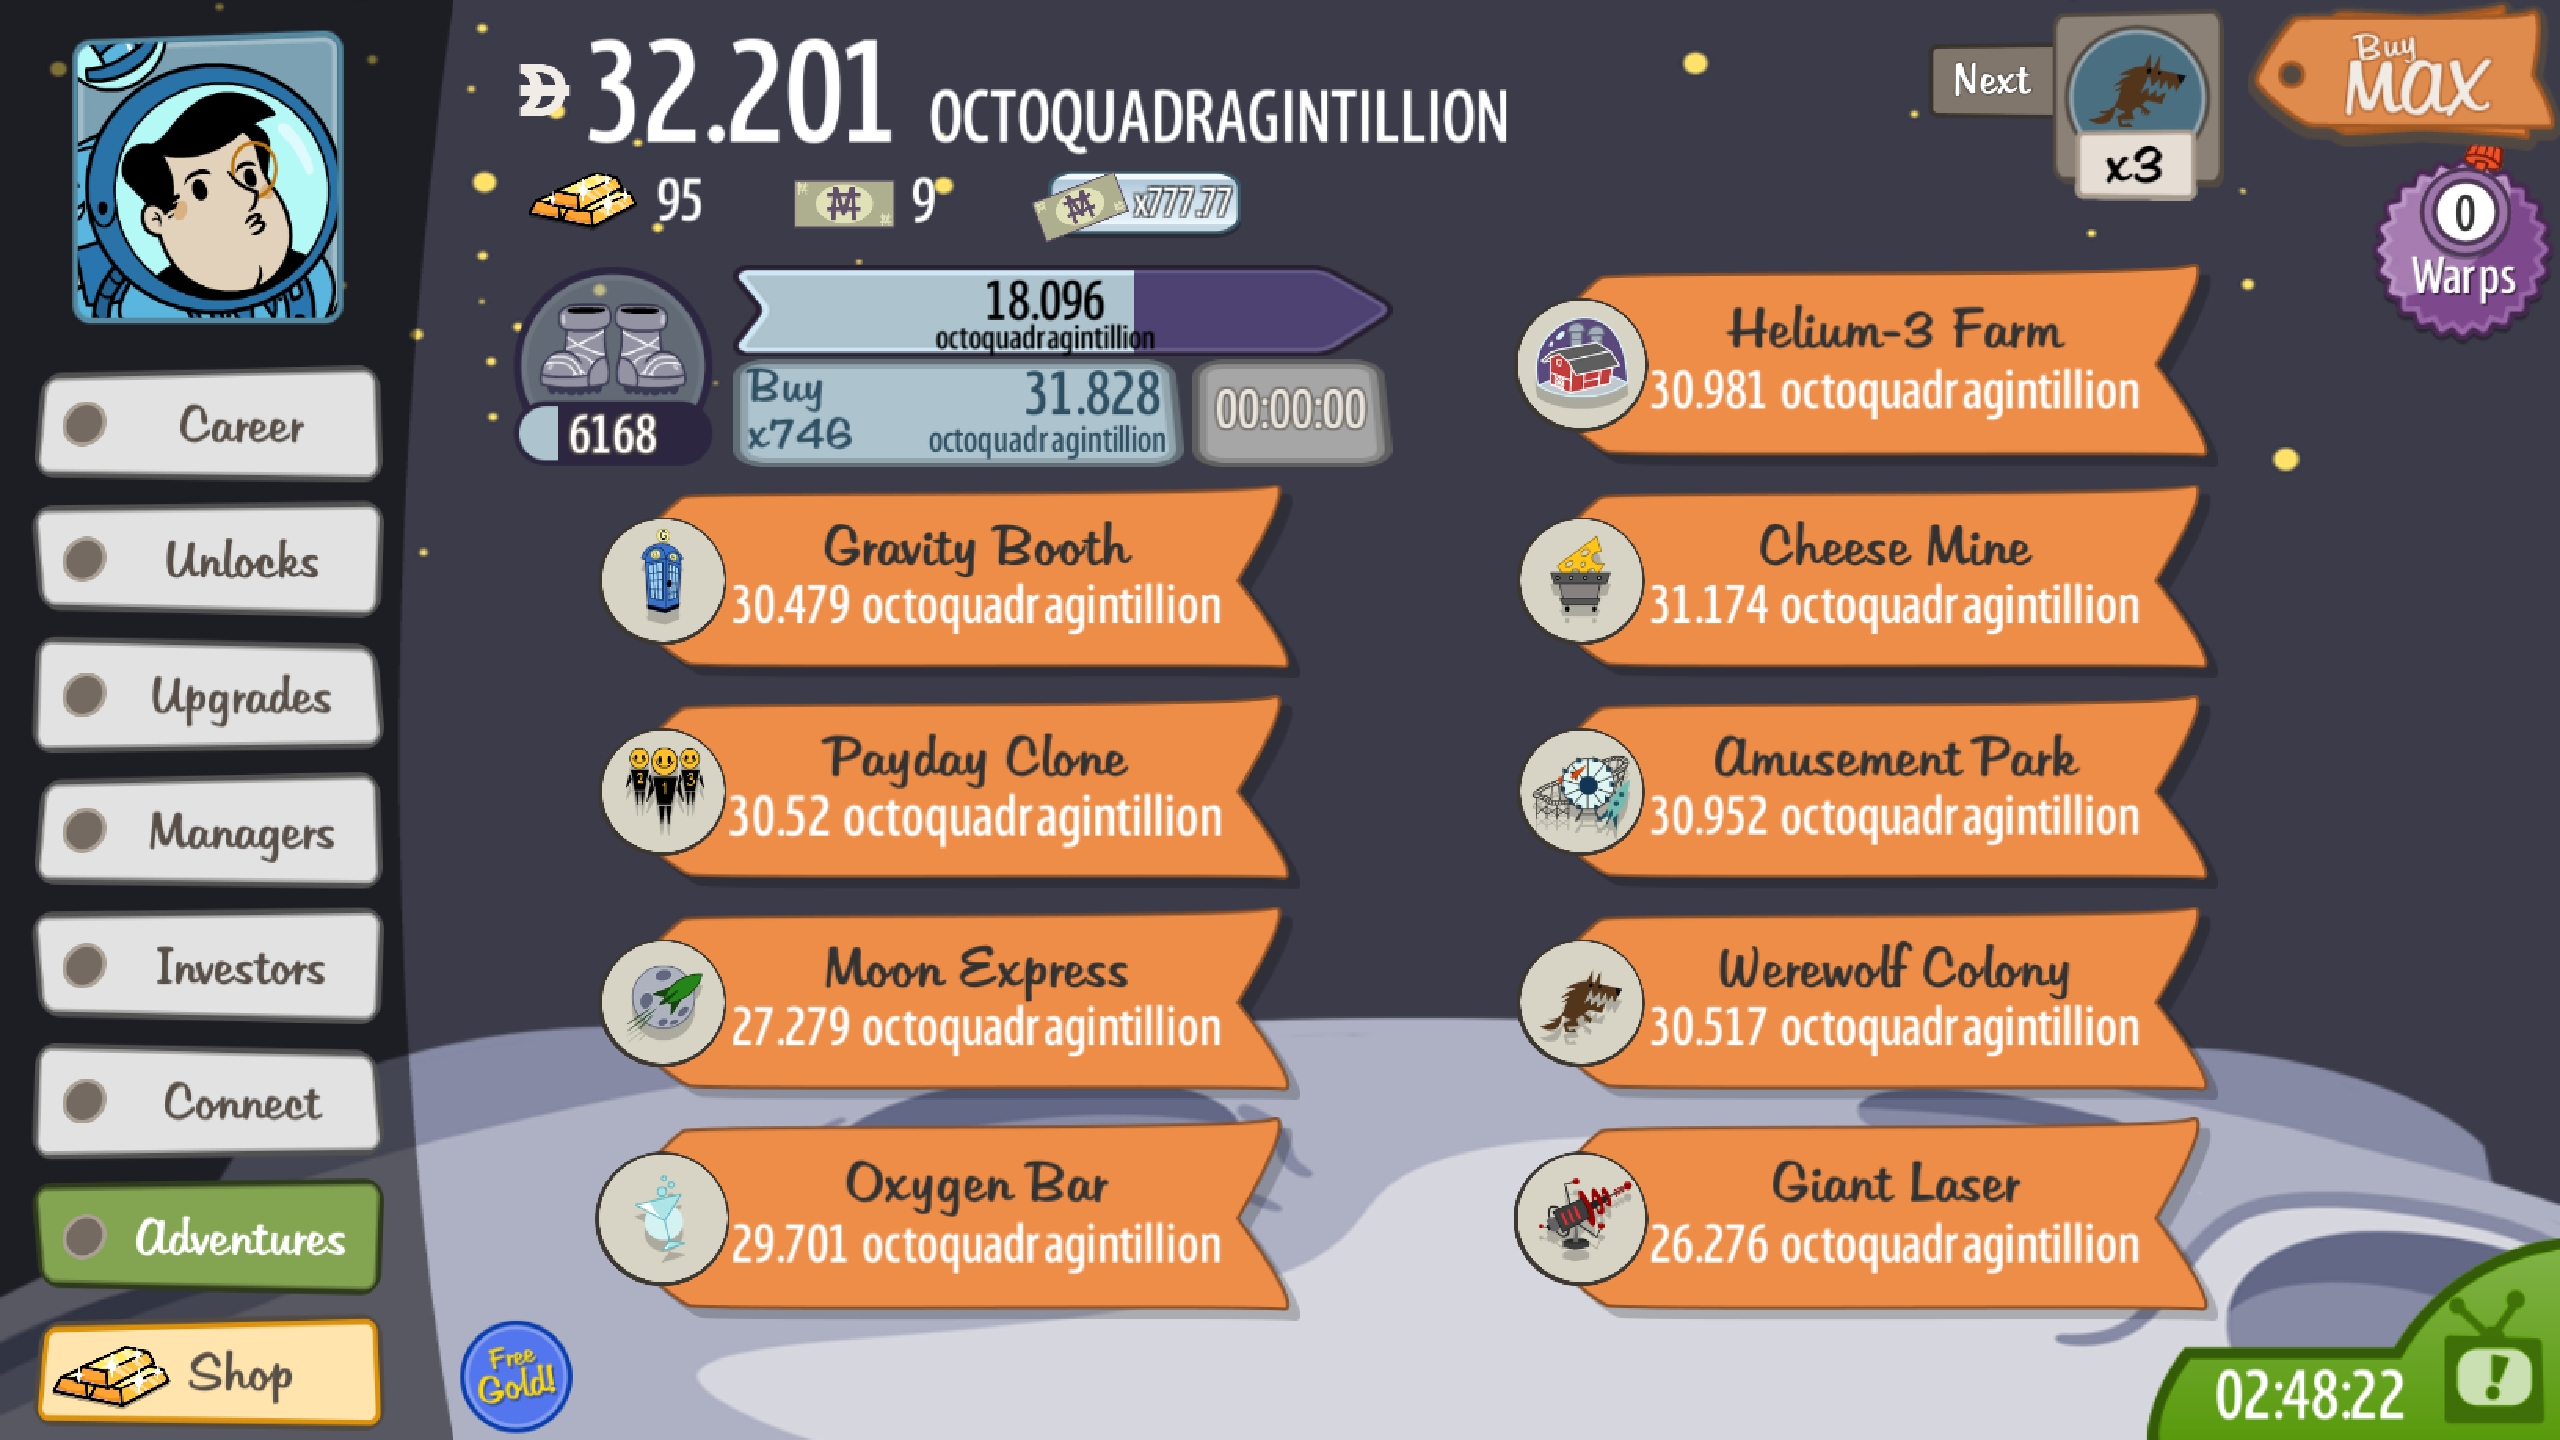 32.201 OCTOQUADRAGINTILLION
95
9
x777.77
Next
x3
Buy
MAX
0
Warps
Career
Unlocks
Upgrades
Managers
Investors
Connect
Adventures
Shop
18.096
octoquadragintillion
6168
Buy
x746
31.828
octoquadragintillion
00:00:00
Gravity Booth
30.479 octoquadragintillion
Payday Clone
30.52 octoquadragintillion
2
1
3
Moon Express
27.279 octoquadragintillion
Oxygen Bar
29.701 octoquadragintillion
Helium-3 Farm
30.981 octoquadragintillion
Cheese Mine
31.174 octoquadragintillion
Amusement Park
30.952 octoquadragintillion
Werewolf Colony
30.517 octoquadragintillion
Giant Laser
26.276 octoquadragintillion
Free
Gold!
02:48:22
!